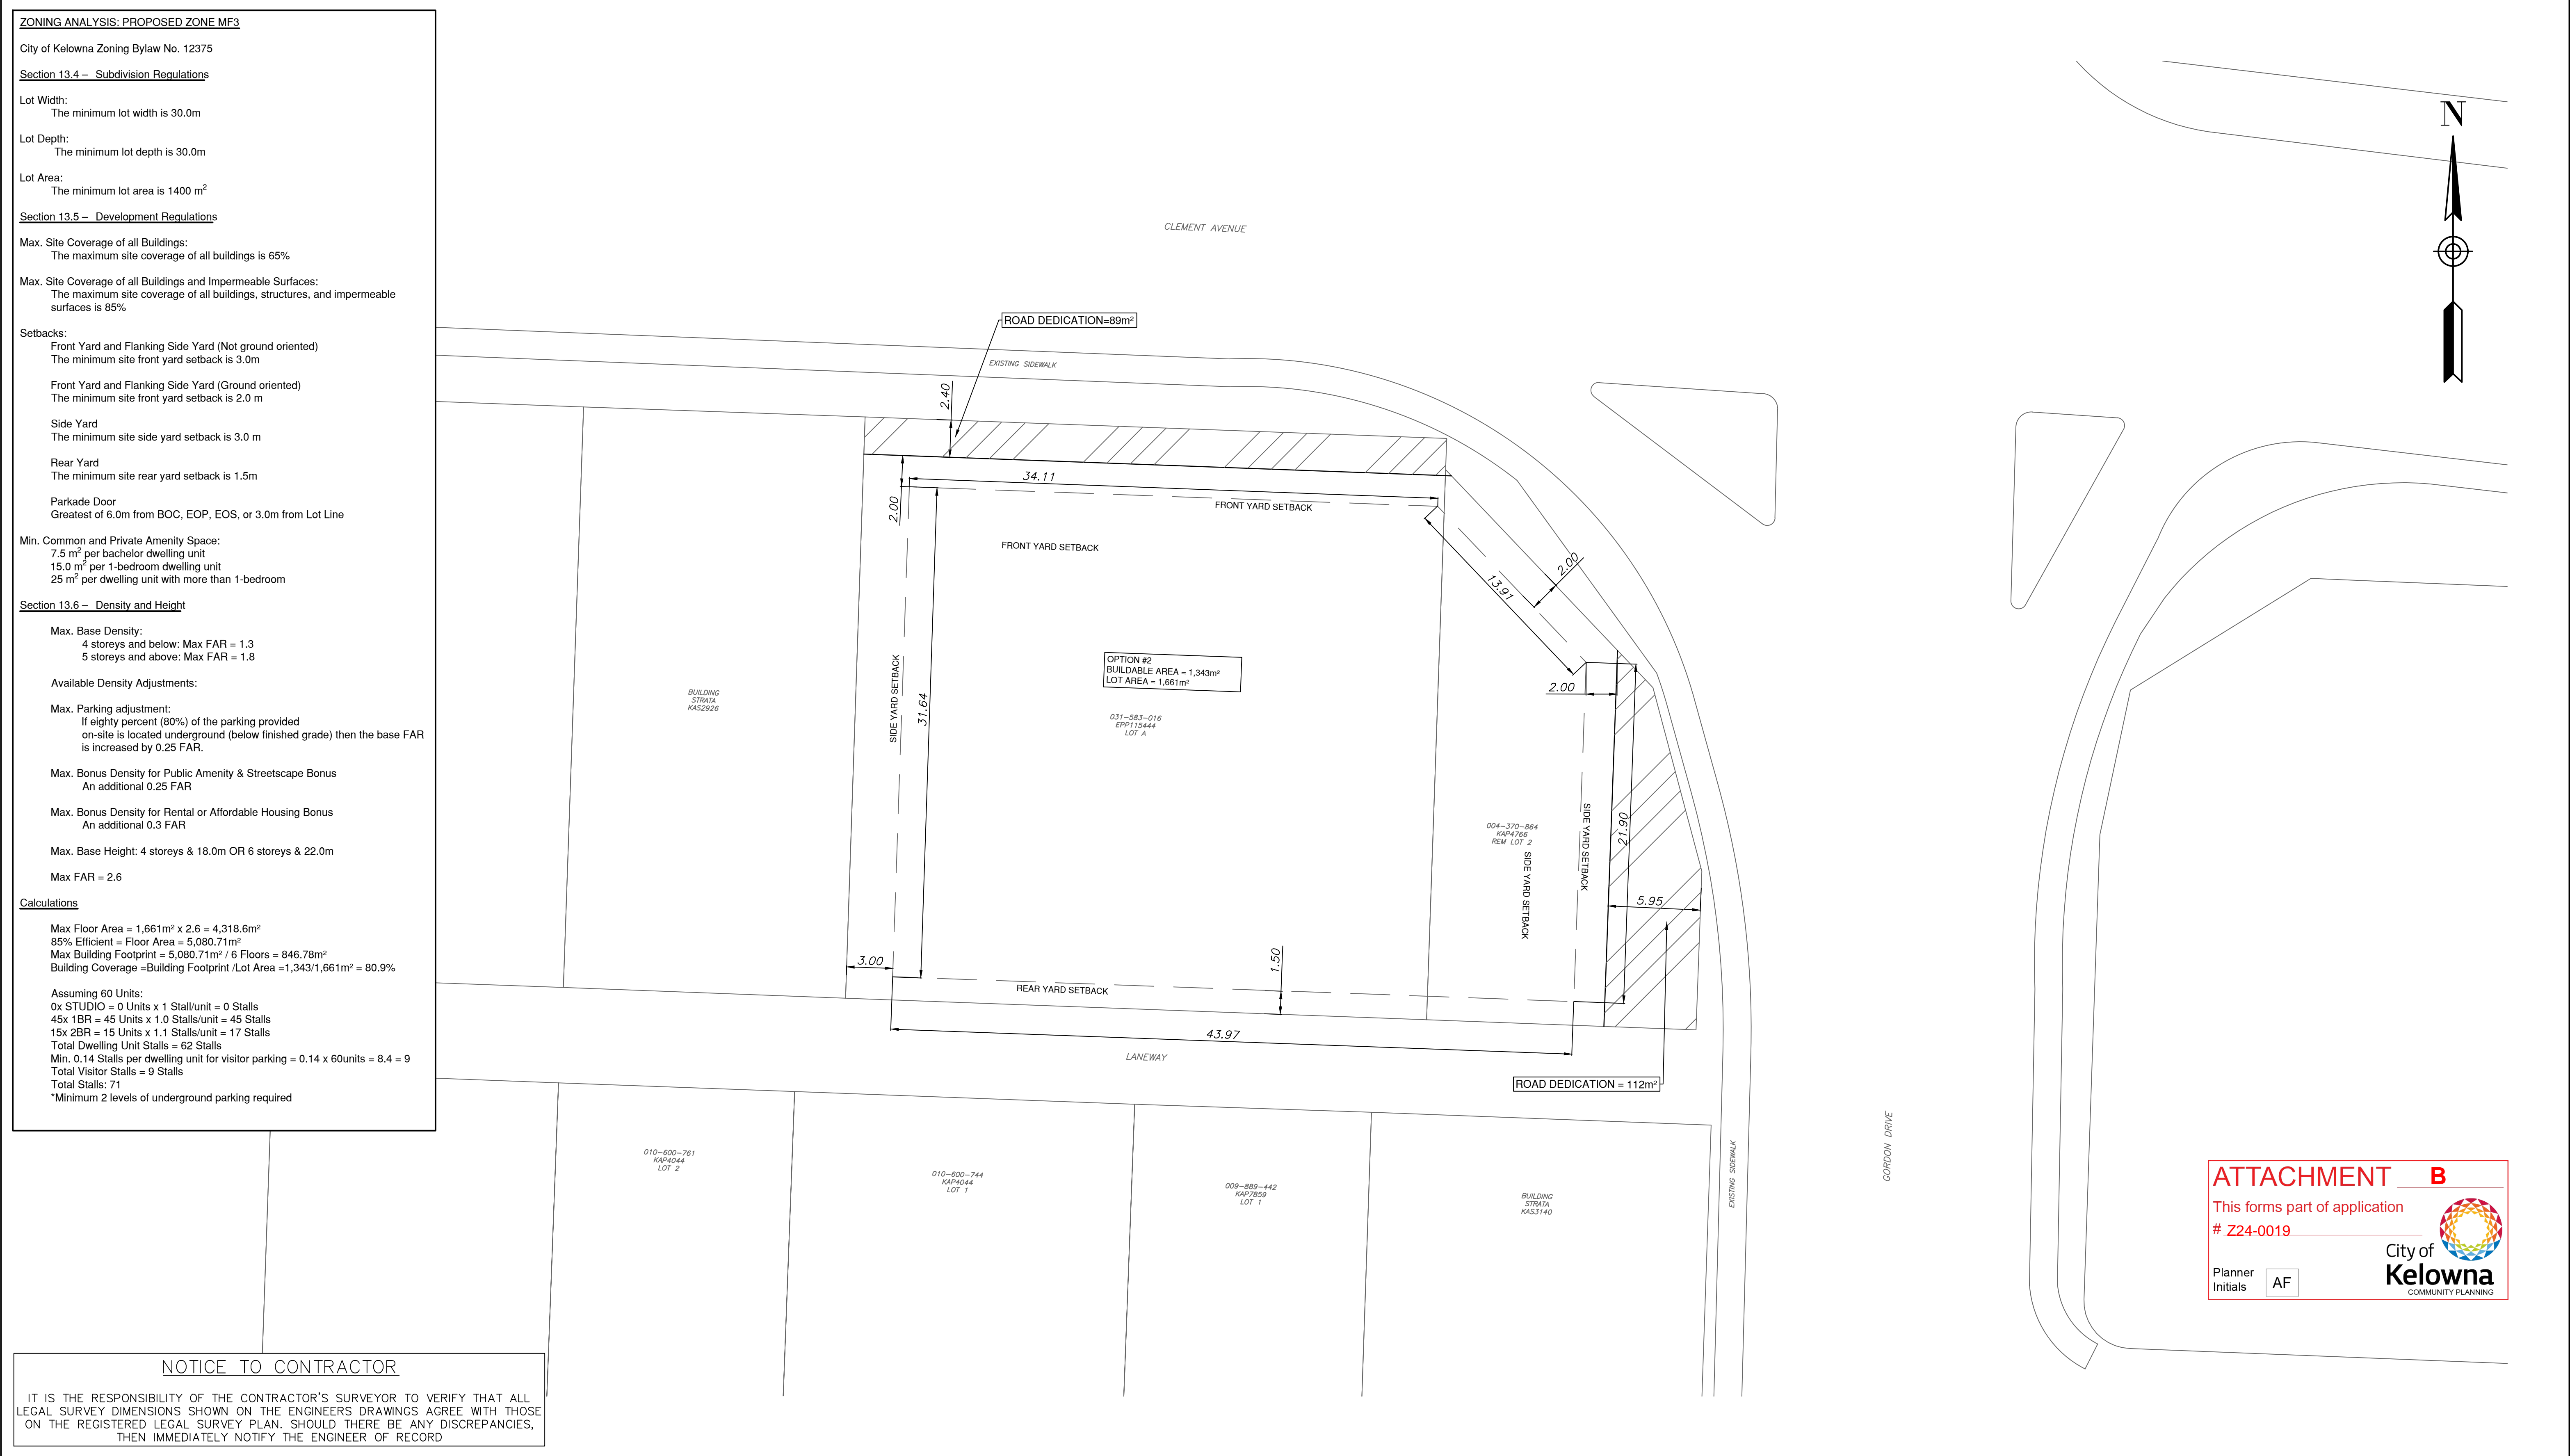 ZONING ANALYSIS: PROPOSED ZONE MF3
City of Kelowna Zoning Bylaw No. 12375
Section 13.4 – Subdivision Regulations
Lot Width:
The minimum lot width is 30.0m
Lot Depth:
The minimum lot depth is 30.0m
Lot Area:
The minimum lot area is 1400 m²
Section 13.5 – Development Regulations
Max. Site Coverage of all Buildings:
The maximum site coverage of all buildings is 65%
Max. Site Coverage of all Buildings and Impermeable Surfaces:
The maximum site coverage of all buildings, structures, and impermeable
surfaces is 85%
Setbacks:
Front Yard and Flanking Side Yard (Not ground oriented)
The minimum site front yard setback is 3.0m
Front Yard and Flanking Side Yard (Ground oriented)
The minimum site front yard setback is 2.0 m
Side Yard
The minimum site side yard setback is 3.0 m
Rear Yard
The minimum site rear yard setback is 1.5m
Parkade Door
Greatest of 6.0m from BOC, EOP, EOS, or 3.0m from Lot Line
Min. Common and Private Amenity Space:
7.5 m² per bachelor dwelling unit
15.0 m² per 1-bedroom dwelling unit
25 m² per dwelling unit with more than 1-bedroom
Section 13.6 – Density and Height
Max. Base Density:
4 storeys and below: Max FAR = 1.3
5 storeys and above: Max FAR = 1.8
Available Density Adjustments:
Max. Parking adjustment:
If eighty percent (80%) of the parking provided
on-site is located underground (below finished grade) then the base FAR
is increased by 0.25 FAR.
Max. Bonus Density for Public Amenity & Streetscape Bonus
An additional 0.25 FAR
Max. Bonus Density for Rental or Affordable Housing Bonus
An additional 0.3 FAR
Max. Base Height: 4 storeys & 18.0m OR 6 storeys & 22.0m
Max FAR = 2.6
Calculations
Max Floor Area = 1,661m² x 2.6 = 4,318.6m²
85% Efficient = Floor Area = 5,080.71m²
Max Building Footprint = 5,080.71m² / 6 Floors = 846.78m²
Building Coverage =Building Footprint /Lot Area =1,343/1,661m² = 80.9%
Assuming 60 Units:
0x STUDIO = 0 Units x 1 Stall/unit = 0 Stalls
45x 1BR = 45 Units x 1.0 Stalls/unit = 45 Stalls
15x 2BR = 15 Units x 1.1 Stalls/unit = 17 Stalls
Total Dwelling Unit Stalls = 62 Stalls
Min. 0.14 Stalls per dwelling unit for visitor parking = 0.14 x 60units = 8.4 = 9
Total Visitor Stalls = 9 Stalls
Total Stalls: 71
*Minimum 2 levels of underground parking required
NOTICE TO CONTRACTOR
IT IS THE RESPONSIBILITY OF THE CONTRACTOR'S SURVEYOR TO VERIFY THAT ALL
LEGAL SURVEY DIMENSIONS SHOWN ON THE ENGINEERS DRAWINGS AGREE WITH THOSE
ON THE REGISTERED LEGAL SURVEY PLAN. SHOULD THERE BE ANY DISCREPANCIES,
THEN IMMEDIATELY NOTIFY THE ENGINEER OF RECORD
CLEMENT AVENUE
ROAD DEDICATION=89m²
EXISTING SIDEWALK
2.40
34.11
2.00
FRONT YARD SETBACK
FRONT YARD SETBACK
2.00
13.91
OPTION #2
BUILDABLE AREA = 1,343m²
LOT AREA = 1,661m²
BUILDING
STRATA
KAS2926
SIDE YARD SETBACK
31.64
031-583-016
EPP115444
LOT A
2.00
004-370-864
KAP4766
REM LOT 2
SIDE YARD SETBACK
SIDE YARD SETBACK
21.90
5.95
3.00
1.50
REAR YARD SETBACK
43.97
LANEWAY
ROAD DEDICATION = 112m²
010-600-761
KAP4044
LOT 2
010-600-744
KAP4044
LOT 1
009-889-442
KAP7859
LOT 1
BUILDING
STRATA
KAS3140
EXISTING SIDEWALK
GORDON DRIVE
N
ATTACHMENT B
This forms part of application
# Z24-0019
City of
Kelowna
COMMUNITY PLANNING
Planner
Initials AF